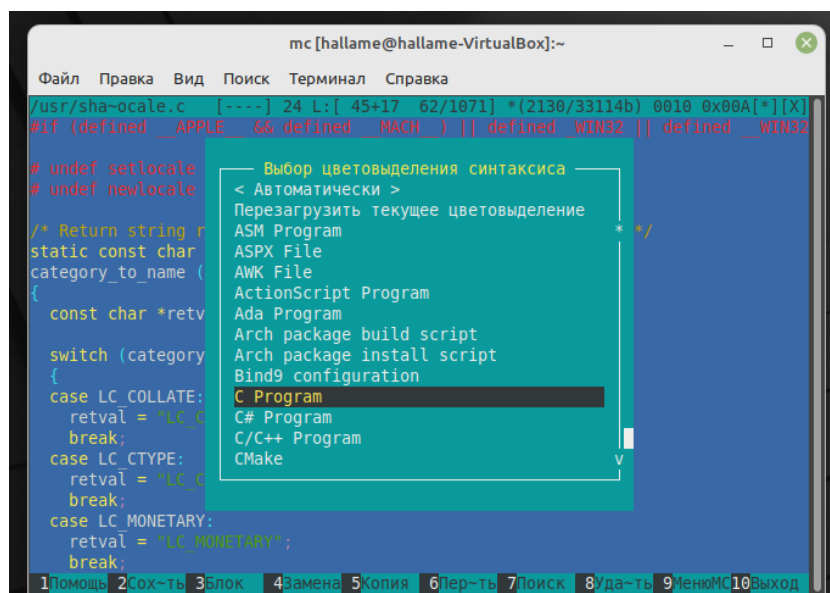 mc [hallame@hallame-VirtualBox]:~
Файл Правка Вид Поиск Терминал Справка
/usr/sha~ocale.c [----] 24 L:[ 45+17 62/1071] *(2130/33114b) 0010 0x00A[*][X]
#if (defined __APPLE__ && defined __MACH__) || defined _WIN32 || defined __WIN32
# undef setlocale
# undef newlocale
Выбор цветовыделения синтаксиса
< Автоматически >
Перезагрузить текущее цветовыделение
/* Return string r
ASM Program
* */
static const char
ASPX File
category_to_name (
AWK File
{
ActionScript Program
const char *retv
Ada Program
Arch package build script
switch (category
Arch package install script
{
Bind9 configuration
case LC_COLLATE:
C Program
retval = "LC_C
C# Program
break;
C/C++ Program
case LC_CTYPE:
CMake
v
retval = "LC_C
break;
case LC_MONETARY:
retval = "LC_MONETARY";
break;
1Помощь 2Сох~ть 3Блок 4Замена 5Копия 6Пер~ть 7Поиск 8Уда~ть 9МенюМС10Выход